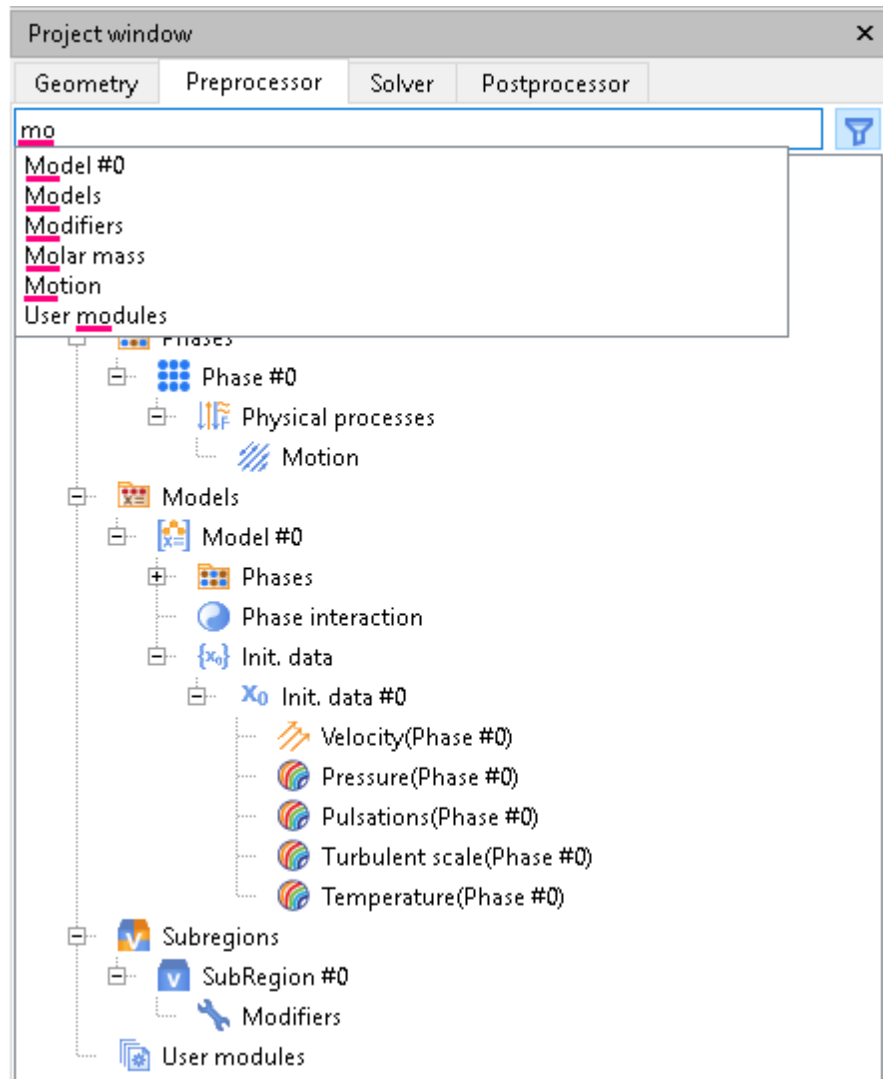 Project window
Geometry Preprocessor Solver Postprocessor
mo
Model #0
Models
Modifiers
Molar mass
Motion
User modules
Phases
Phase #0
Physical processes
Motion
Models
Model #0
Phases
Phase interaction
Init. data
Init. data #0
Velocity(Phase #0)
Pressure(Phase #0)
Pulsations(Phase #0)
Turbulent scale(Phase #0)
Temperature(Phase #0)
Subregions
SubRegion #0
Modifiers
User modules